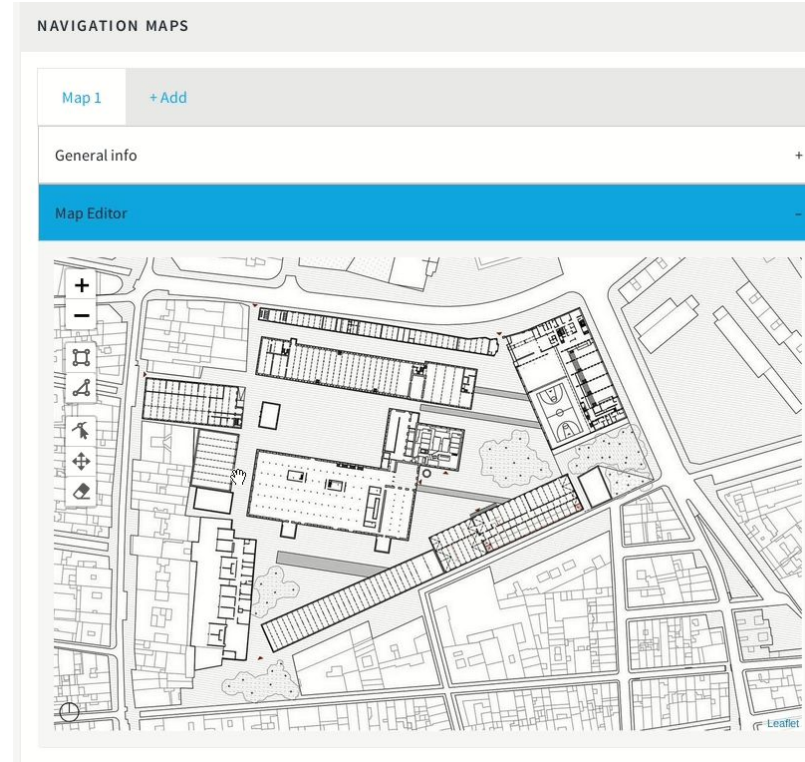 NAVIGATION MAPS
Map 1 + Add
General info +
Map Editor -
+
-
Leaflet